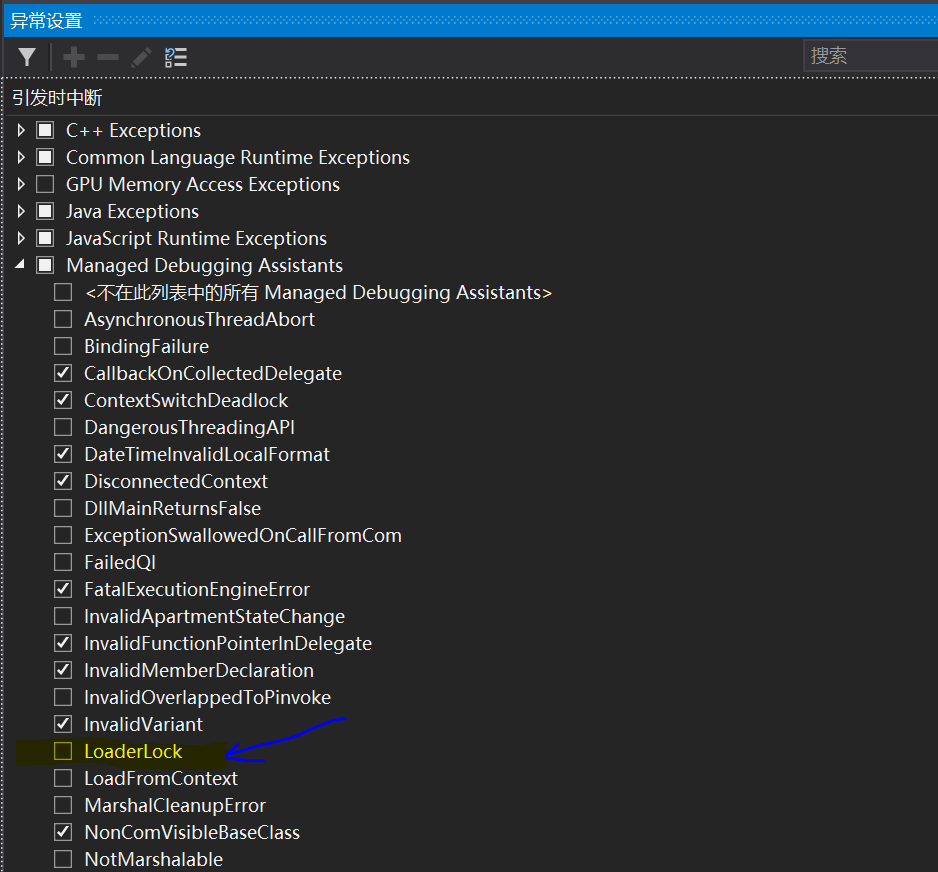 异常设置
搜索
引发时中断
C++ Exceptions
Common Language Runtime Exceptions
GPU Memory Access Exceptions
Java Exceptions
JavaScript Runtime Exceptions
Managed Debugging Assistants
<不在此列表中的所有 Managed Debugging Assistants>
AsynchronousThreadAbort
BindingFailure
CallbackOnCollectedDelegate
ContextSwitchDeadlock
DangerousThreadingAPI
DateTimeInvalidLocalFormat
DisconnectedContext
DllMainReturnsFalse
ExceptionSwallowedOnCallFromCom
FailedQI
FatalExecutionEngineError
InvalidApartmentStateChange
InvalidFunctionPointerInDelegate
InvalidMemberDeclaration
InvalidOverlappedToPinvoke
InvalidVariant
LoaderLock
LoadFromContext
MarshalCleanupError
NonComVisibleBaseClass
NotMarshalable